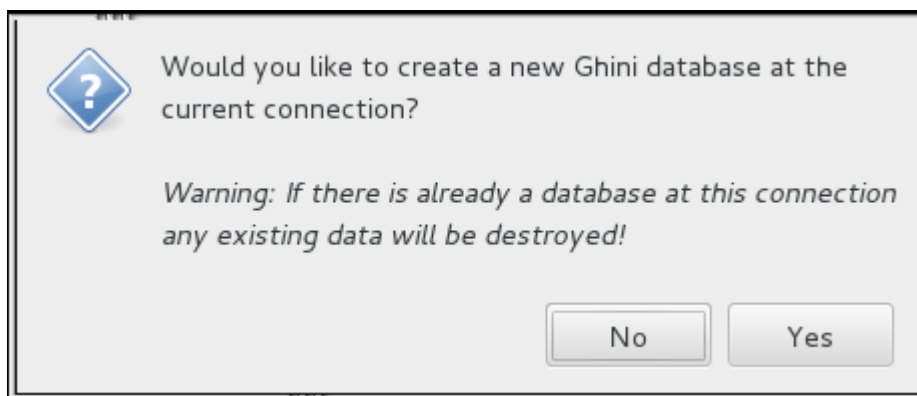 Would you like to create a new Ghini database at the
current connection?
Warning: If there is already a database at this connection
any existing data will be destroyed!
No Yes